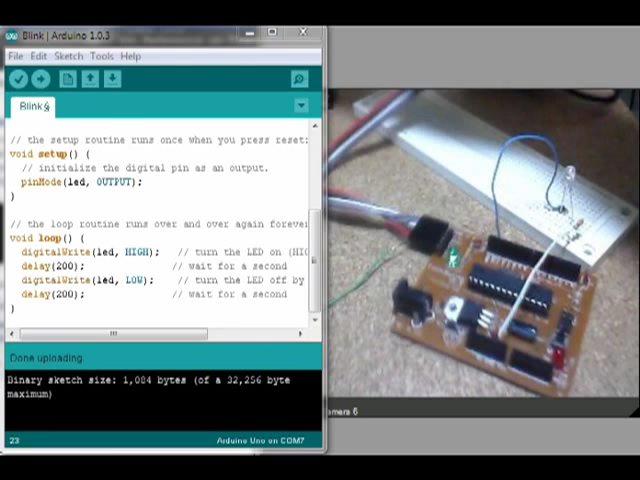 Blink | Arduino 1.0.3
File Edit Sketch Tools Help
Blink§
// the setup routine runs once when you press reset:
void setup() {
// initialize the digital pin as an output.
pinMode(led, OUTPUT);
}
// the loop routine runs over and over again forever
void loop() {
digitalWrite(led, HIGH); // turn the LED on (HIG
delay(200); // wait for a second
digitalWrite(led, LOW); // turn the LED off by
delay(200); // wait for a second
}
Done uploading.
Binary sketch size: 1,084 bytes (of a 32,256 byte
maximum)
23 Arduino Uno on COM7
amera 6